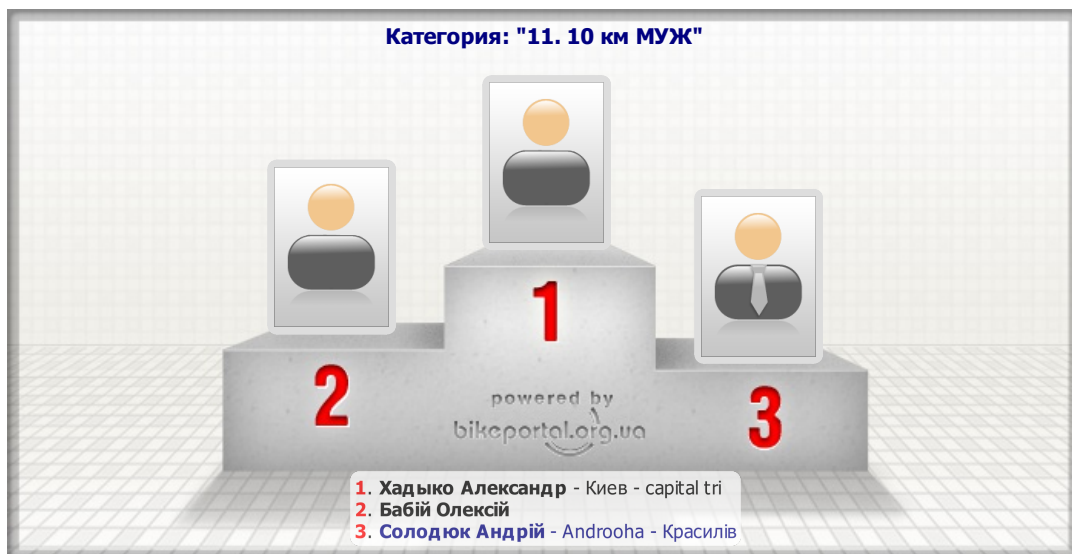 Категория: "11. 10 км МУЖ"
1
2
3
powered by
bikeportal.org.ua
1. Хадыко Александр - Киев - capital tri
2. Бабій Олексій
3. Солодюк Андрій - Androoha - Красилів